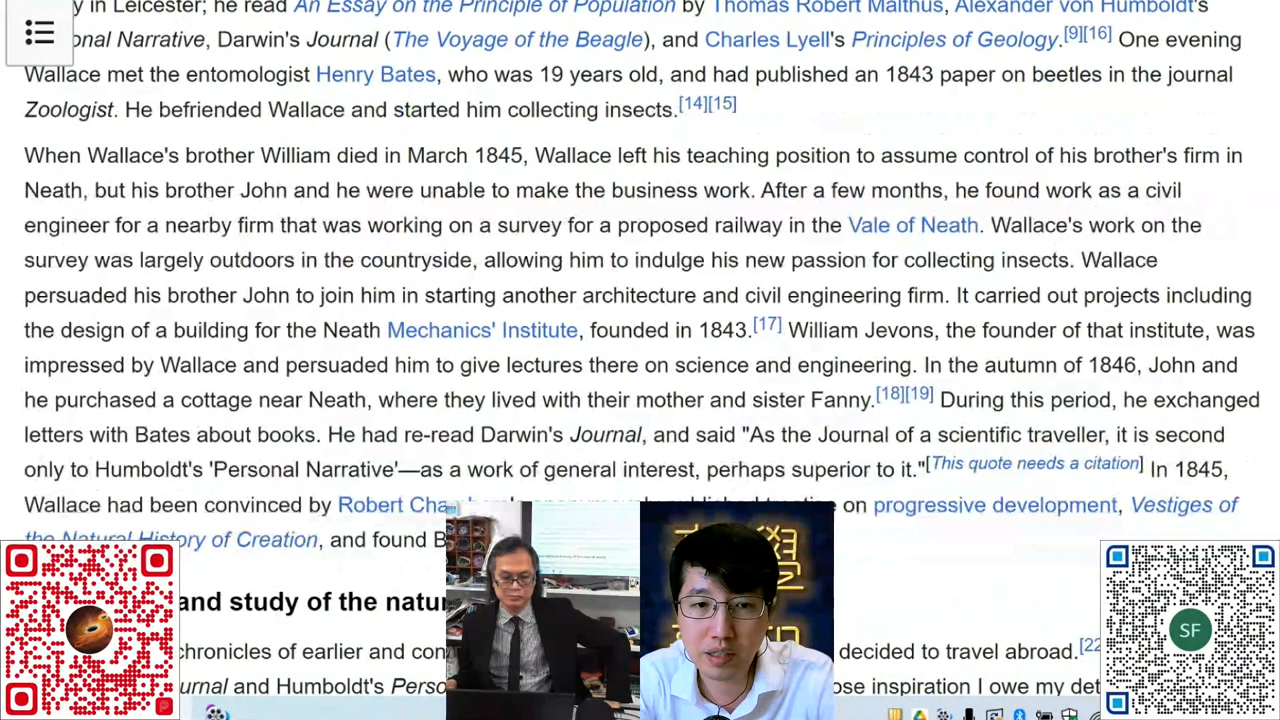 y in Leicester; he read An Essay on the Principle of Population by Thomas Robert Malthus, Alexander von Humboldt's
onal Narrative, Darwin's Journal (The Voyage of the Beagle), and Charles Lyell's Principles of Geology.[9][16] One evening
Wallace met the entomologist Henry Bates, who was 19 years old, and had published an 1843 paper on beetles in the journal
Zoologist. He befriended Wallace and started him collecting insects.[14][15]
When Wallace's brother William died in March 1845, Wallace left his teaching position to assume control of his brother's firm in
Neath, but his brother John and he were unable to make the business work. After a few months, he found work as a civil
engineer for a nearby firm that was working on a survey for a proposed railway in the Vale of Neath. Wallace's work on the
survey was largely outdoors in the countryside, allowing him to indulge his new passion for collecting insects. Wallace
persuaded his brother John to join him in starting another architecture and civil engineering firm. It carried out projects including
the design of a building for the Neath Mechanics' Institute, founded in 1843.[17] William Jevons, the founder of that institute, was
impressed by Wallace and persuaded him to give lectures there on science and engineering. In the autumn of 1846, John and
he purchased a cottage near Neath, where they lived with their mother and sister Fanny.[18][19] During this period, he exchanged
letters with Bates about books. He had re-read Darwin's Journal, and said "As the Journal of a scientific traveller, it is second
only to Humboldt's 'Personal Narrative'—as a work of general interest, perhaps superior to it."[This quote needs a citation] In 1845,
Wallace had been convinced by Robert Cha on progressive development, Vestiges of
the Natural History of Creation, and found B
and study of the natur
chronicles of earlier and con decided to travel abroad.[22
urnal and Humboldt's Perso ose inspiration I owe my det
SF